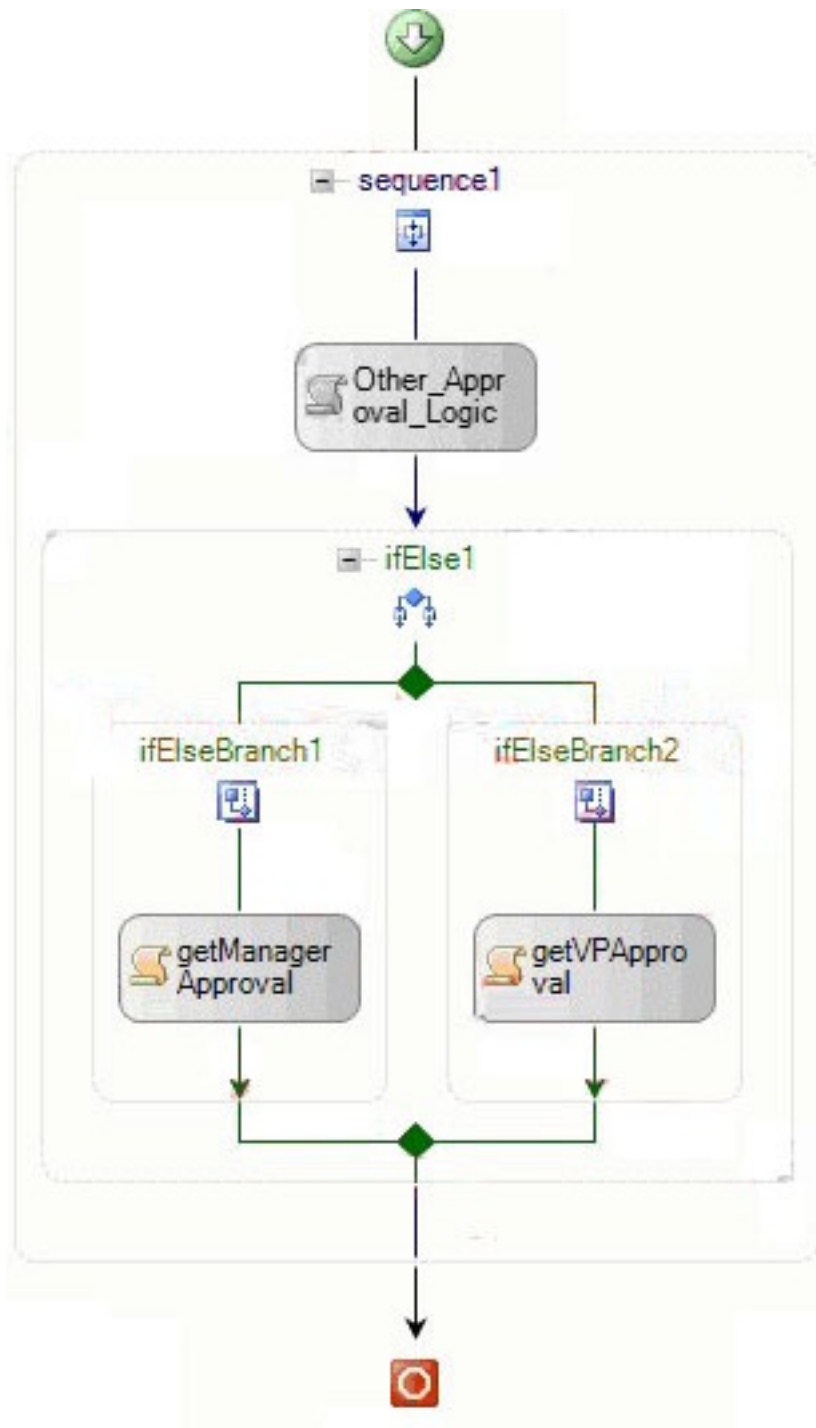 sequence1
Other_Appr
oval_Logic
ifElse1
ifElseBranch1
ifElseBranch2
getManager
Approval
getVPAppro
val